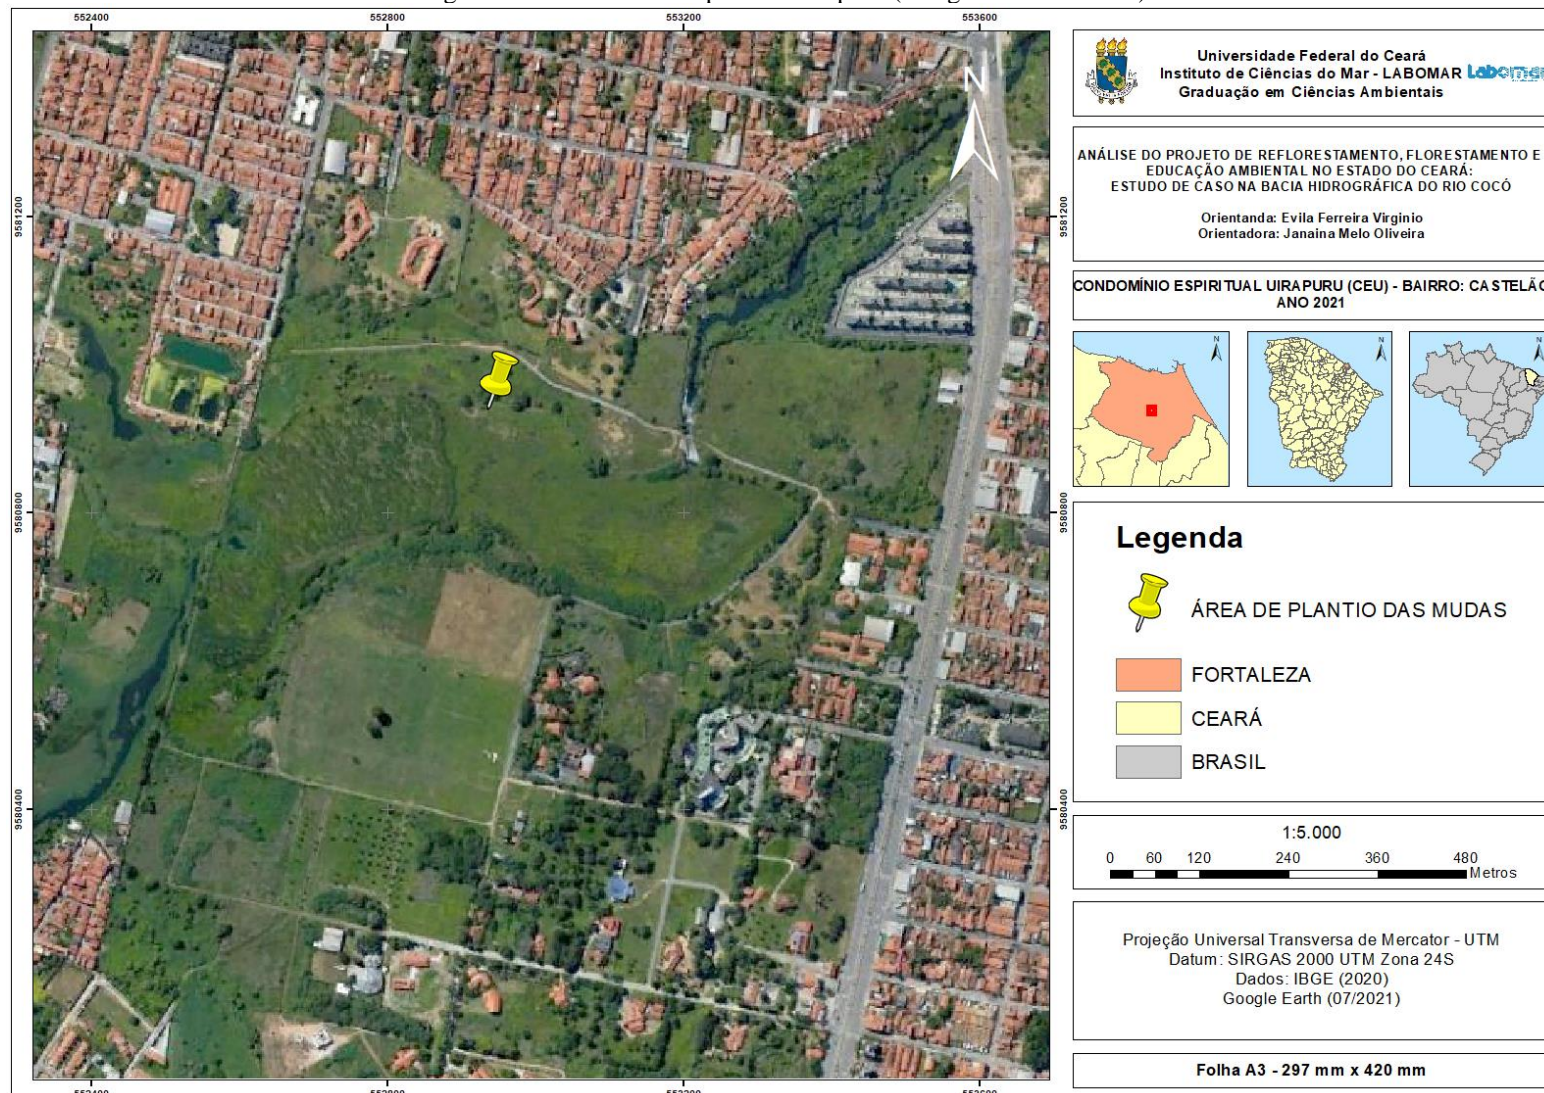 552400 552800 553200 553600
9581200 9581200
9580800 9580800
9580400 9580400
N
Universidade Federal do Ceará
Instituto de Ciências do Mar - LABOMAR
Graduação em Ciências Ambientais
Labomar
ANÁLISE DO PROJETO DE REFLORESTAMENTO, FLORESTAMENTO E
EDUCAÇÃO AMBIENTAL NO ESTADO DO CEARÁ:
ESTUDO DE CASO NA BACIA HIDROGRÁFICA DO RIO COCÓ
Orientanda: Evila Ferreira Virginio
Orientadora: Janaina Melo Oliveira
CONDOMÍNIO ESPIRITUAL UIRAPURU (CEU) - BAIRRO: CASTELÃO
ANO 2021
N N N
Legenda
ÁREA DE PLANTIO DAS MUDAS
FORTALEZA
CEARÁ
BRASIL
1:5.000
0 60 120 240 360 480
Metros
Projeção Universal Transversa de Mercator - UTM
Datum: SIRGAS 2000 UTM Zona 24S
Dados: IBGE (2020)
Google Earth (07/2021)
Folha A3 - 297 mm x 420 mm